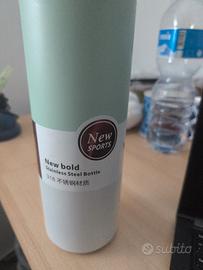 New
SPORTS
New bold
Stainless Steel Bottle
316 不锈钢材质
subito